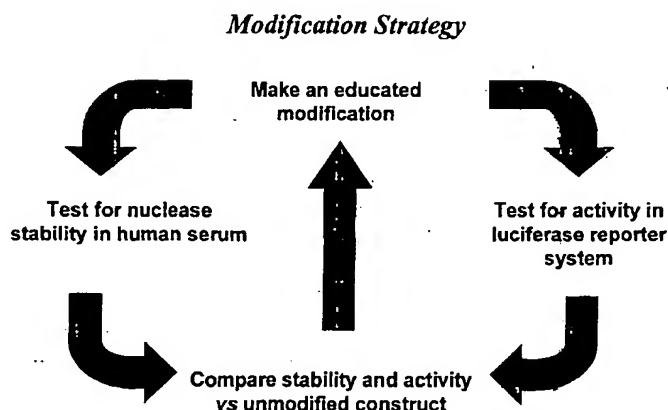 Modification Strategy
Make an educated
modification
Test for nuclease
stability in human serum
Test for activity in
luciferase reporter
system
Compare stability and activity
vs unmodified construct